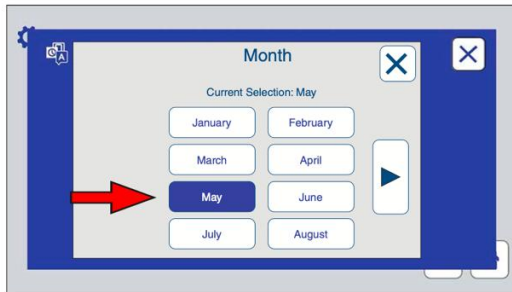 Month
Current Selection: May
January February
March April
May June
July August